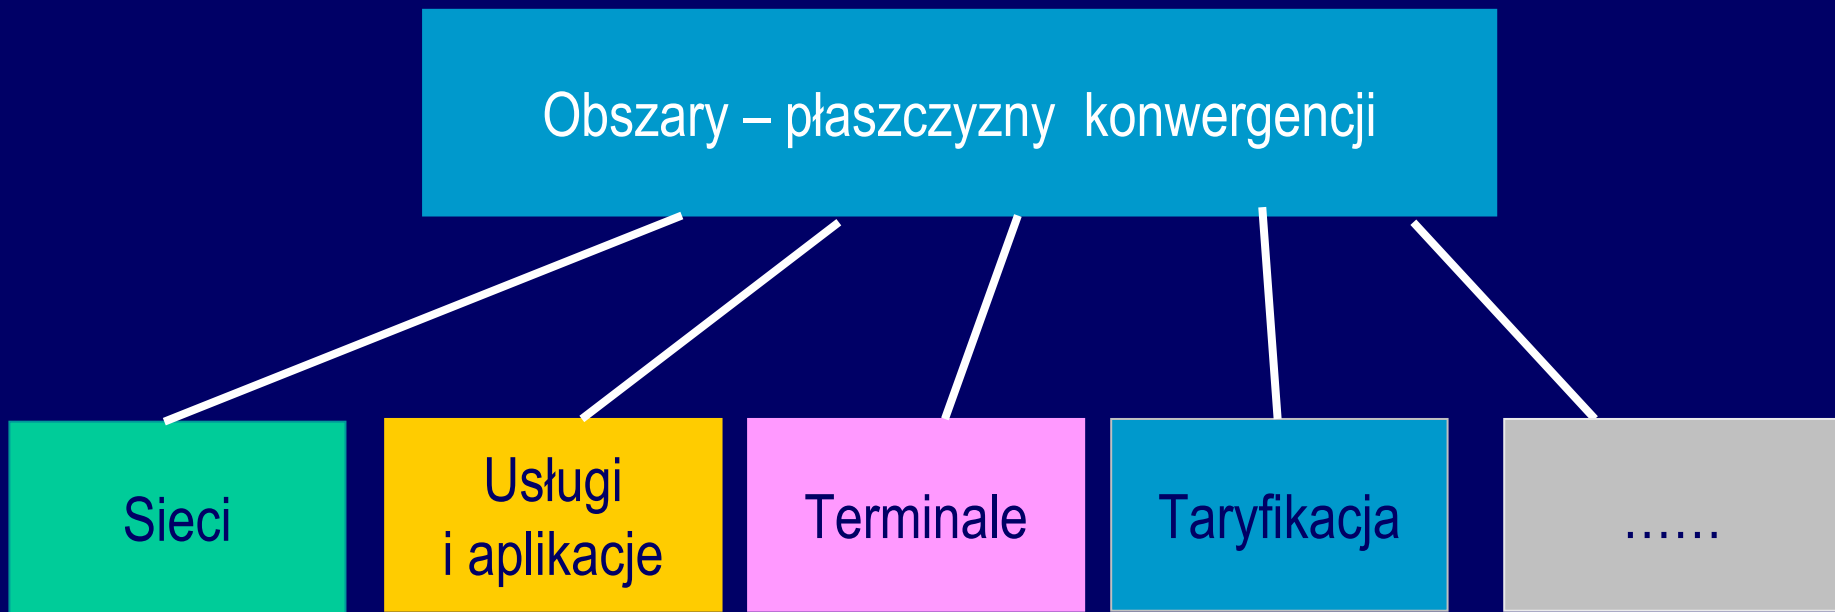 Obszary – płaszczyzny konwergencji
Sieci
Usługi
i aplikacje
Terminale
Taryfikacja
……